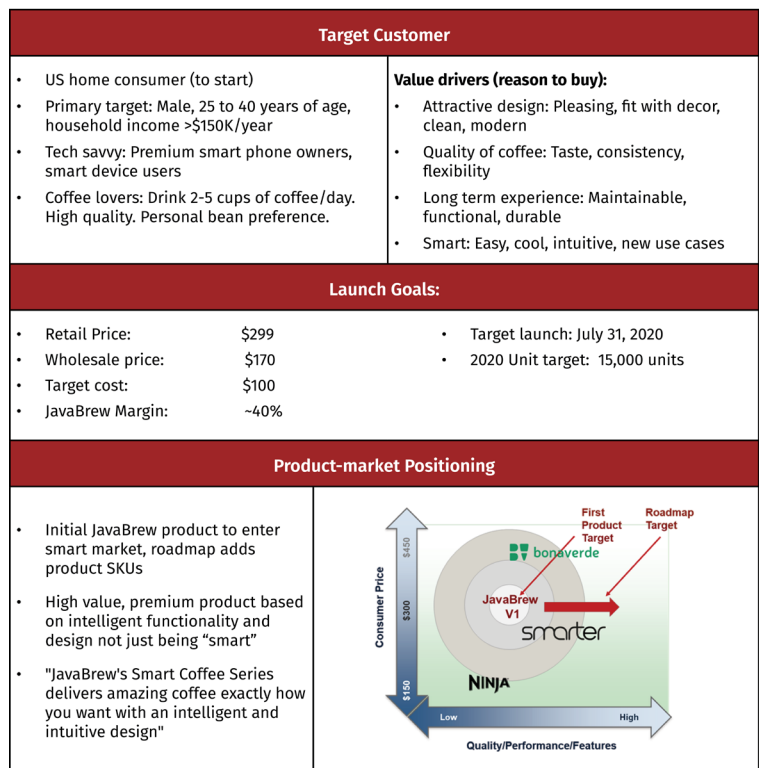 Target Customer
• US home consumer (to start)
• Primary target: Male, 25 to 40 years of age,
household income >$150K/year
• Tech savvy: Premium smart phone owners,
smart device users
• Coffee lovers: Drink 2-5 cups of coffee/day.
High quality. Personal bean preference.
Value drivers (reason to buy):
• Attractive design: Pleasing, fit with decor,
clean, modern
• Quality of coffee: Taste, consistency,
flexibility
• Long term experience: Maintainable,
functional, durable
• Smart: Easy, cool, intuitive, new use cases
Launch Goals:
• Retail Price: $299
• Wholesale price: $170
• Target cost: $100
• JavaBrew Margin: ~40%
• Target launch: July 31, 2020
• 2020 Unit target: 15,000 units
Product-market Positioning
• Initial JavaBrew product to enter
smart market, roadmap adds
product SKUs
• High value, premium product based
on intelligent functionality and
design not just being “smart”
• "JavaBrew's Smart Coffee Series
delivers amazing coffee exactly how
you want with an intelligent and
intuitive design"
First
Product
Target
Roadmap
Target
Consumer Price
$450
$300
$150
bonaverde
JavaBrew
V1
smarter
NINJA
Low
High
Quality/Performance/Features